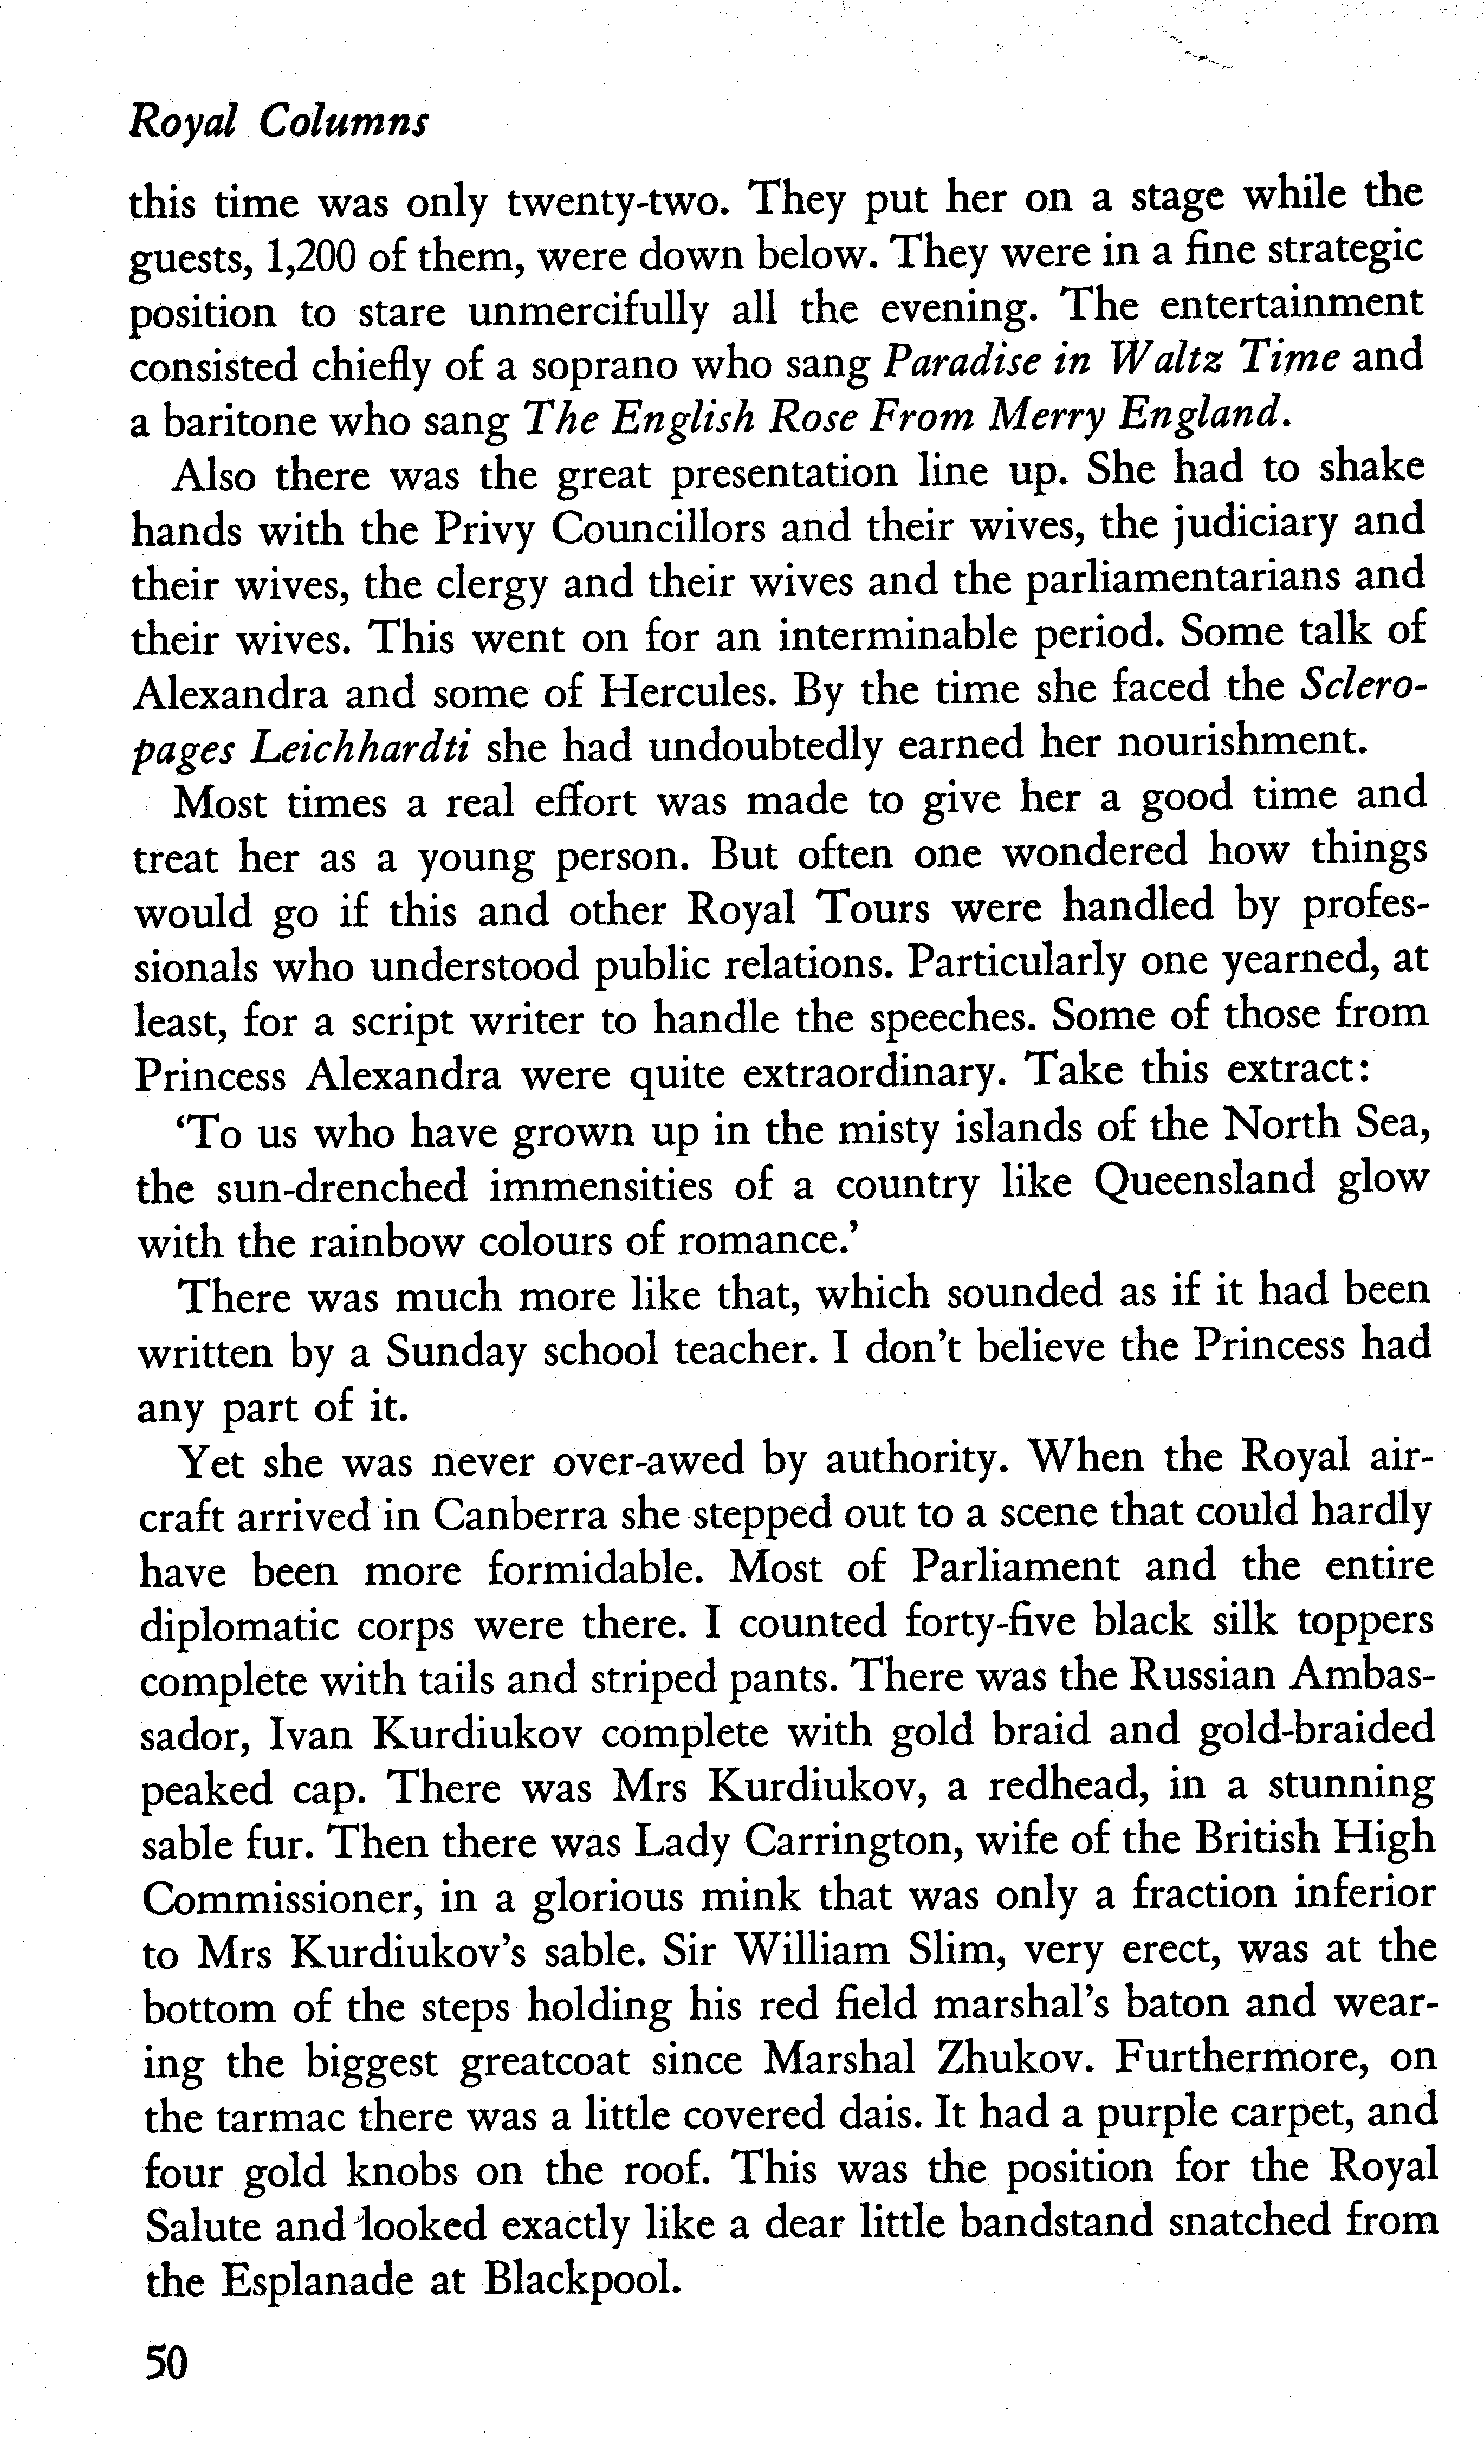 Royal Columns
this time was only twenty-two. They put her on a stage while the
guests, 1,200 of them, were down below. They were in a fine strategic
position to stare unmercifully all the evening. The entertainment
consisted chiefly of a soprano who sang Paradise in Waltz Time and
a baritone who sang The English Rose From Merry England.
Also there was the great presentation line up. She had to shake
hands with the Privy Councillors and their wives, the judiciary and
their wives, the clergy and their wives and the parliamentarians and
their wives. This went on for an interminable period. Some talk of
Alexandra and some of Hercules. By the time she faced the Sclero-
pages Leichhardti she had undoubtedly earned her nourishment.
Most times a real effort was made to give her a good time and
treat her as a young person. But often one wondered how things
would go if this and other Royal Tours were handled by profes-
sionals who understood public relations. Particularly one yearned, at
least, for a script writer to handle the speeches. Some of those from
Princess Alexandra were quite extraordinary. Take this extract:
‘To us who have grown up in the misty islands of the North Sea,
the sun-drenched immensities of a country like Queensland glow
with the rainbow colours of romance.’
There was much more like that, which sounded as if it had been
written by a Sunday school teacher. I don't believe the Princess had
any part of it.
Yet she was never over-awed by authority. When the Royal air-
craft arrived in Canberra she stepped out to a scene that could hardly
have been more formidable. Most of Parliament and the entire
diplomatic corps were there. I counted forty-five black silk toppers
complete with tails and striped pants. There was the Russian Ambas-
sador, Ivan Kurdiukov complete with gold braid and gold-braided
peaked cap. There was Mrs Kurdiukov, a redhead, in a stunning
sable fur. Then there was Lady Carrington, wife of the British High
Commissioner, in a glorious mink that was only a fraction inferior
to Mrs Kurdiukov's sable. Sir William Slim, very erect, was at the
bottom of the steps holding his red field marshal's baton and wear-
ing the biggest greatcoat since Marshal Zhukov. Furthermore, on
the tarmac there was a little covered dais. It had a purple carpet, and
four gold knobs on the roof. This was the position for the Royal
Salute and looked exactly like a dear little bandstand snatched from
the Esplanade at Blackpool.
50